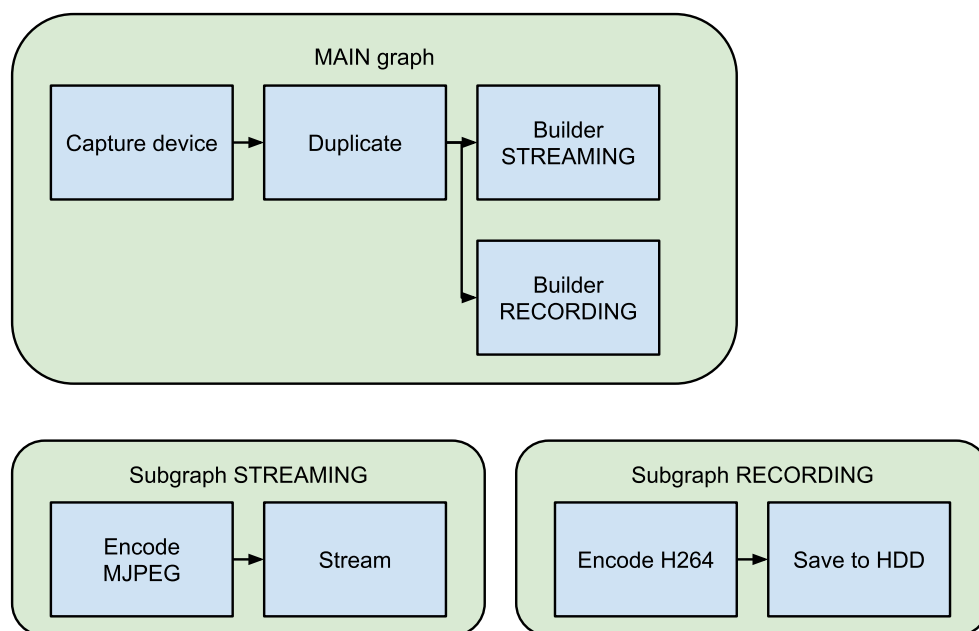 MAIN graph
Capture device
Duplicate
Builder
STREAMING
Builder
RECORDING
Subgraph STREAMING
Encode
MJPEG
Stream
Subgraph RECORDING
Encode H264
Save to HDD